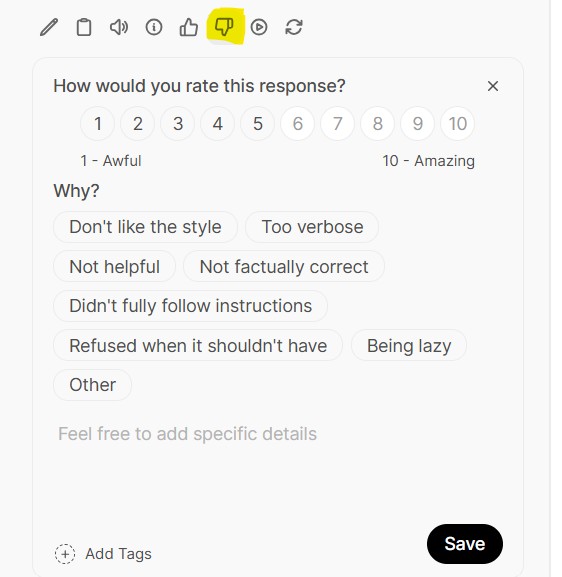 How would you rate this response?
1 2 3 4 5 6 7 8 9 10
1 - Awful 10 - Amazing
Why?
Don't like the style Too verbose
Not helpful Not factually correct
Didn't fully follow instructions
Refused when it shouldn't have Being lazy
Other
Feel free to add specific details
Add Tags Save